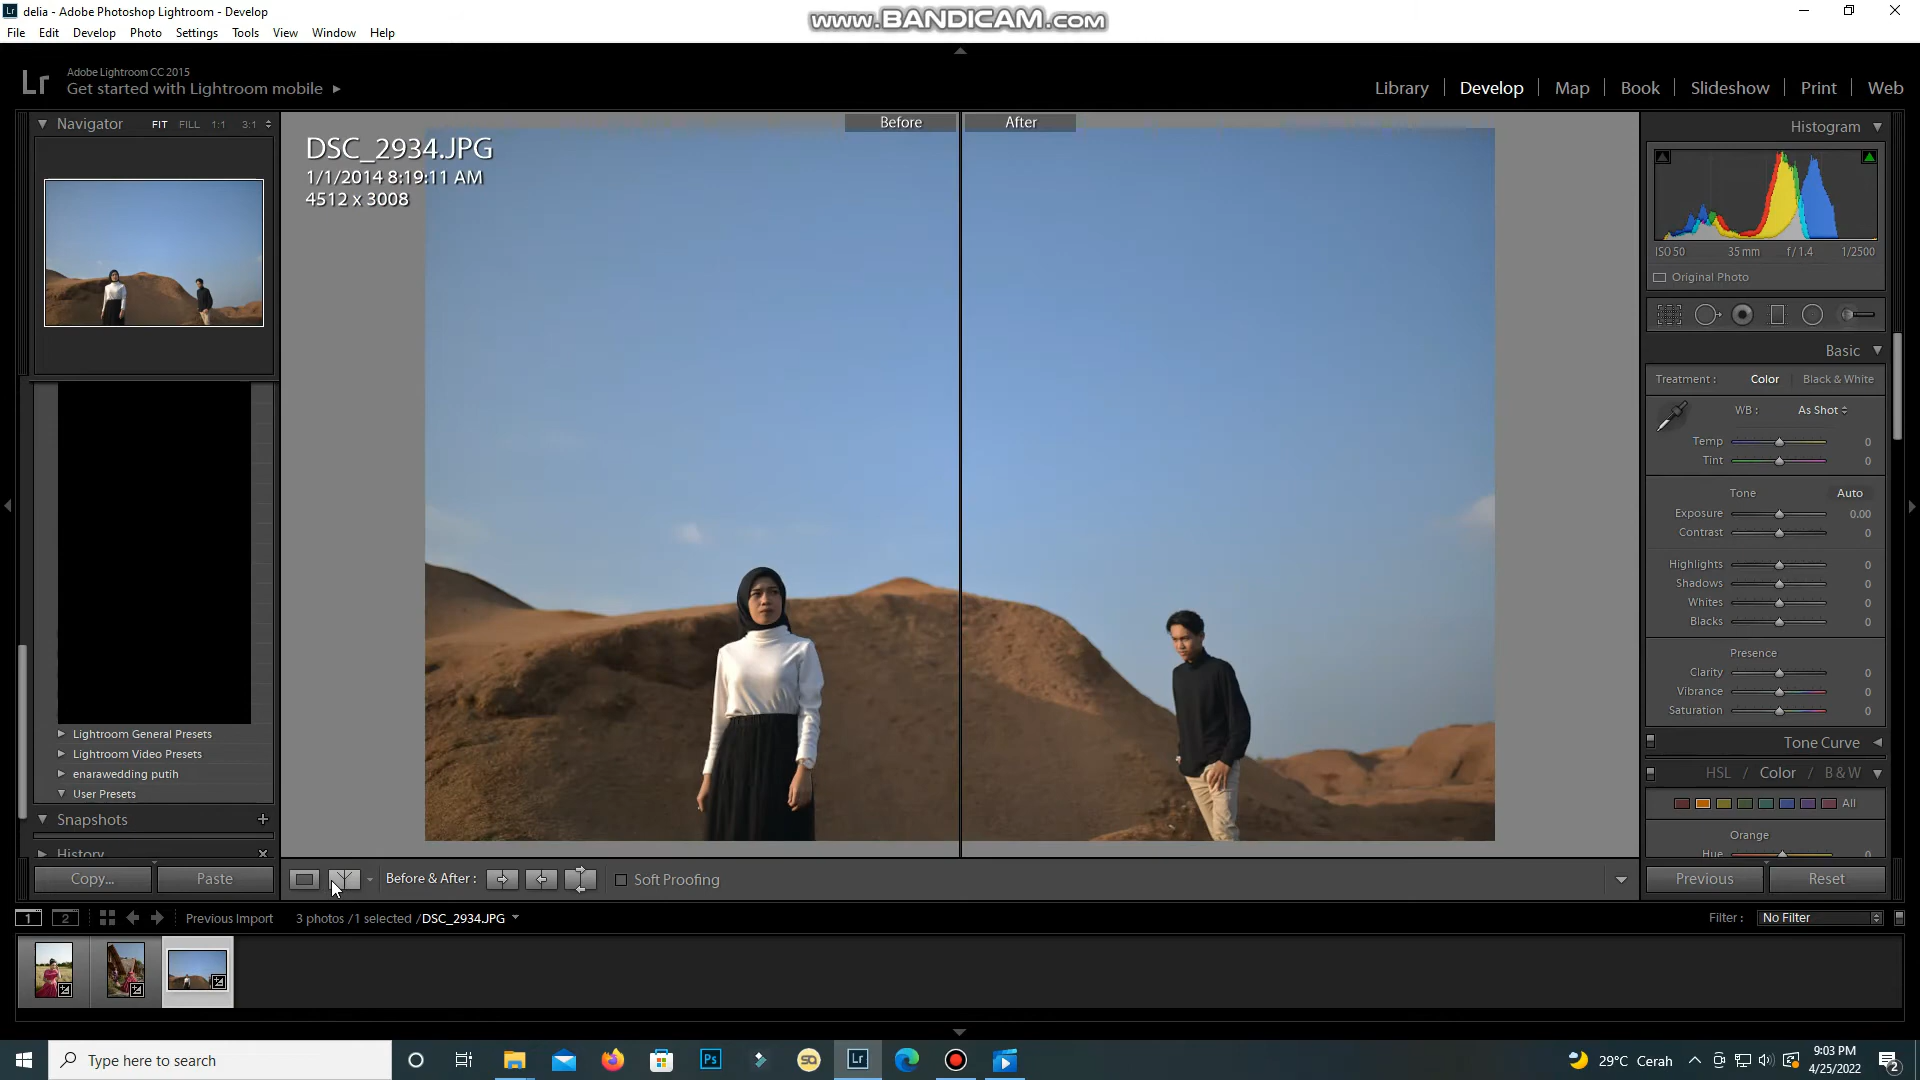 delia - Adobe Photoshop Lightroom - Develop
www.BANDICAM.com
File Edit Develop Photo Settings Tools View Window Help
Lr
Adobe Lightroom CC 2015
Get started with Lightroom mobile
Library Develop Map Book Slideshow Print Web
Navigator FIT FILL 1:1 3:1
Before After
DSC_2934.JPG
1/1/2014 8:19:11 AM
4512 x 3008
Histogram
ISO 50 35 mm f / 1.4 1/2500
Original Photo
Basic
Treatment : Color Black & White
WB : As Shot
Temp 0
Tint 0
Tone Auto
Exposure 0.00
Contrast 0
Highlights 0
Shadows 0
Whites 0
Blacks 0
Presence
Clarity 0
Vibrance 0
Saturation 0
Tone Curve
HSL / Color / B & W
All
Orange
Hue 0
Lightroom General Presets
Lightroom Video Presets
enarawedding putih
User Presets
Snapshots
History
Copy... Paste
Before & After : Soft Proofing
Previous Reset
1 2 Previous Import 3 photos / 1 selected / DSC_2934.JPG
Filter : No Filter
Type here to search
Ps
Lr
29°C Cerah
9:03 PM
4/25/2022
2